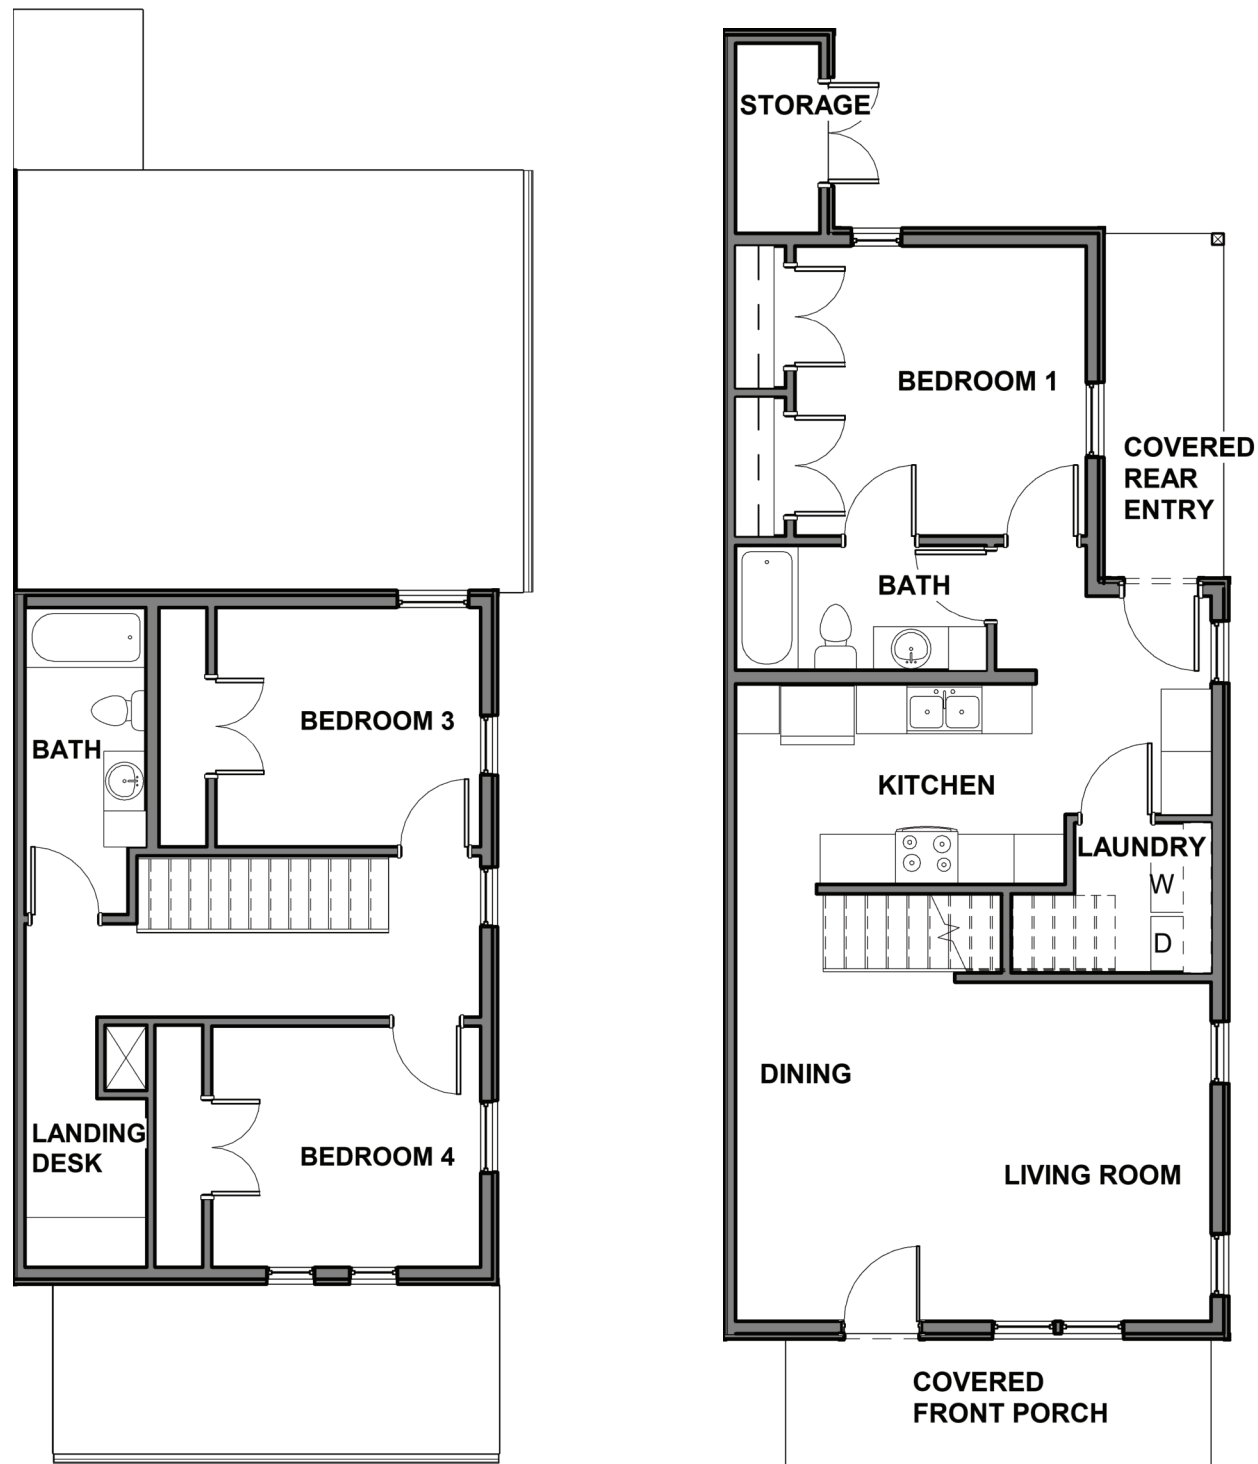 BEDROOM 3
BATH
LANDING
DESK
BEDROOM 4
STORAGE
BEDROOM 1
COVERED
REAR
ENTRY
BATH
KITCHEN
LAUNDRY
W
D
DINING
LIVING ROOM
COVERED
FRONT PORCH